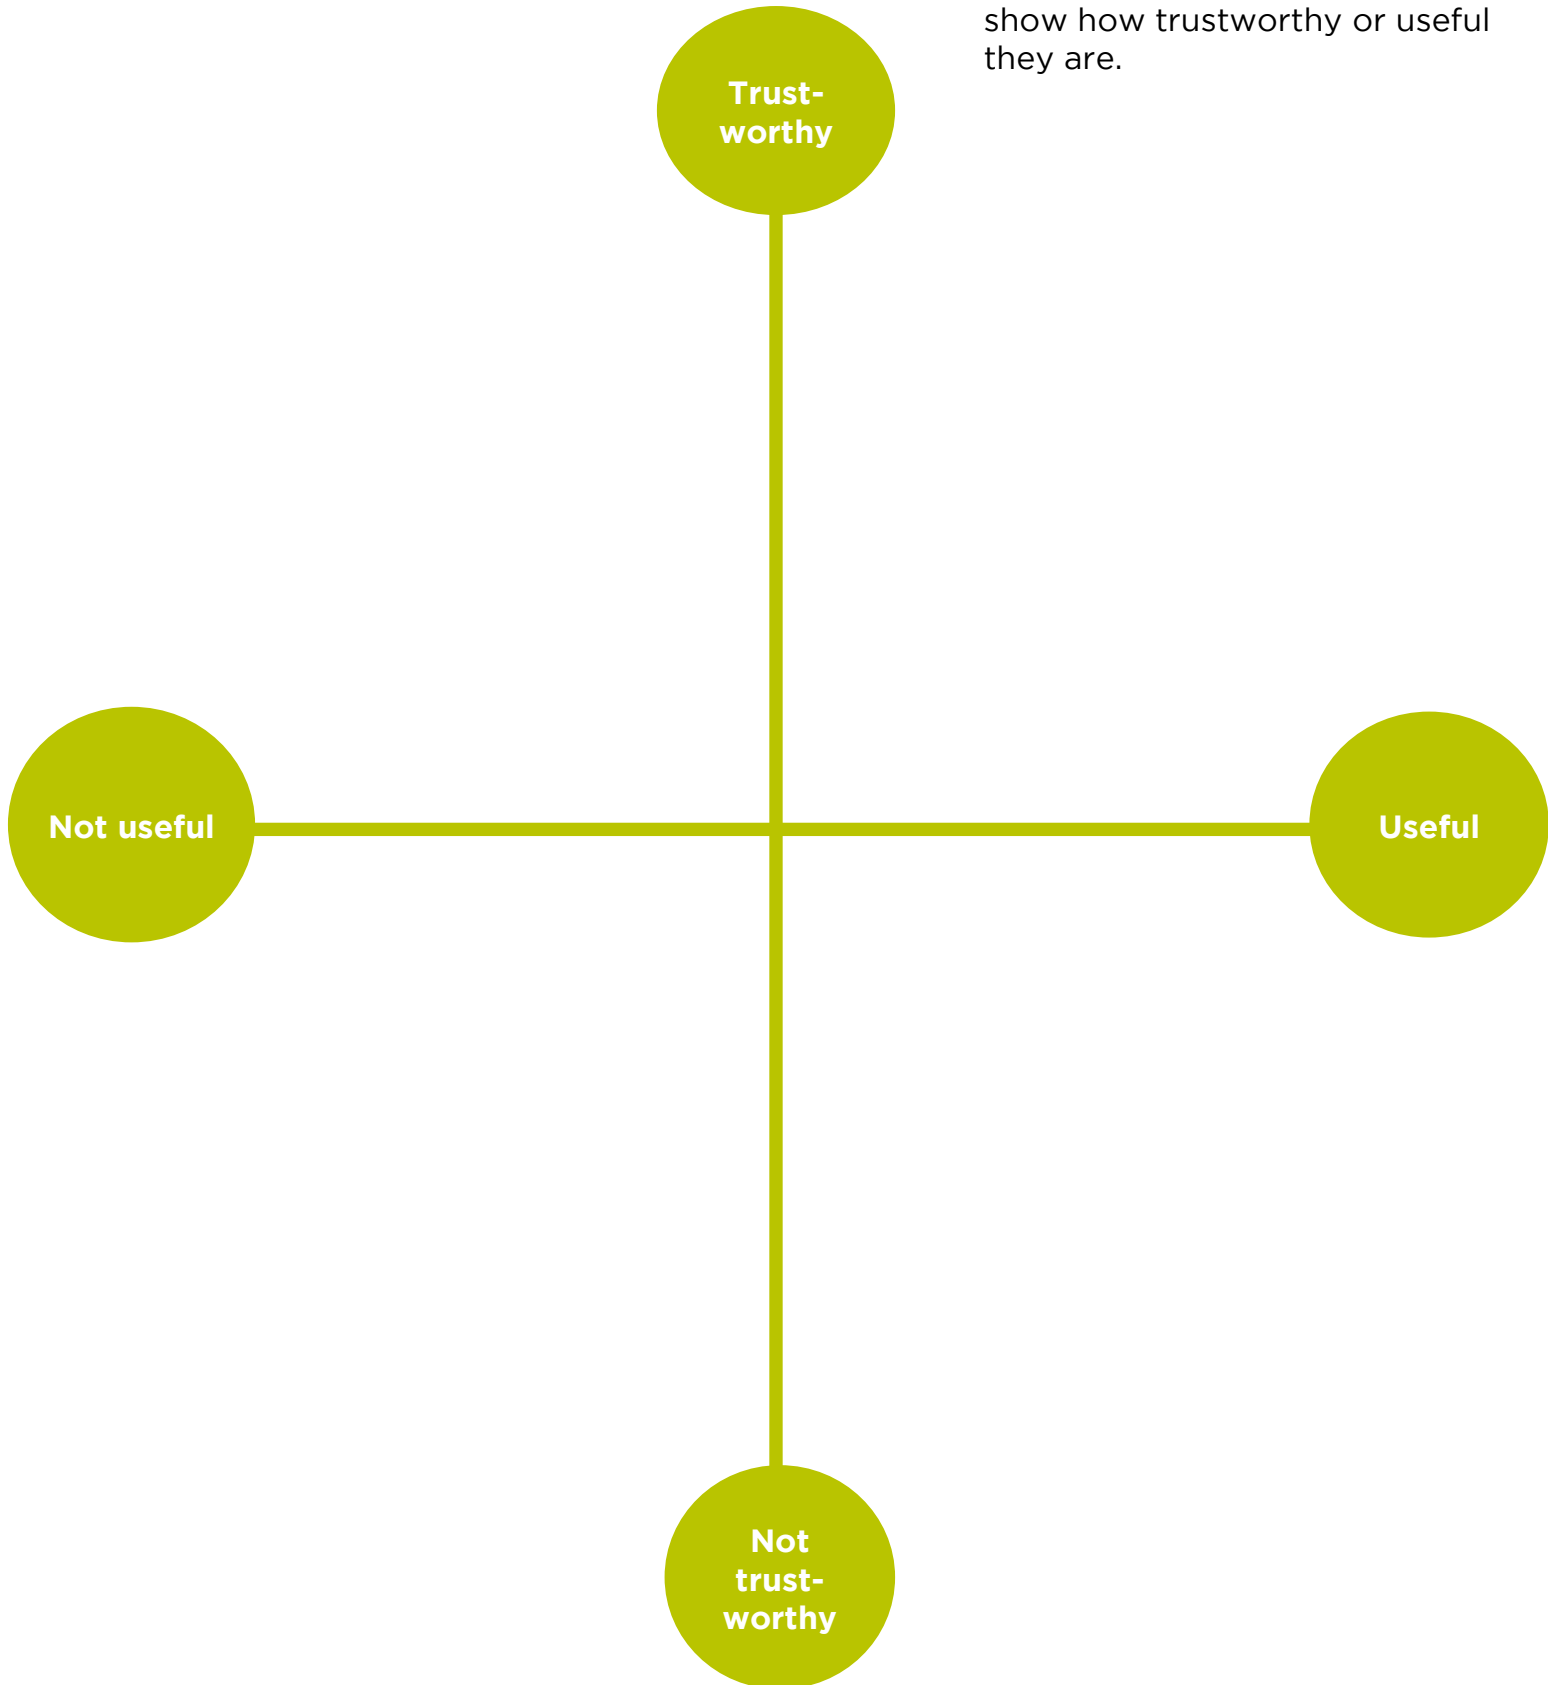 show how trustworthy or useful
they are.
Trust-
worthy
Not useful
Useful
Not
trust-
worthy